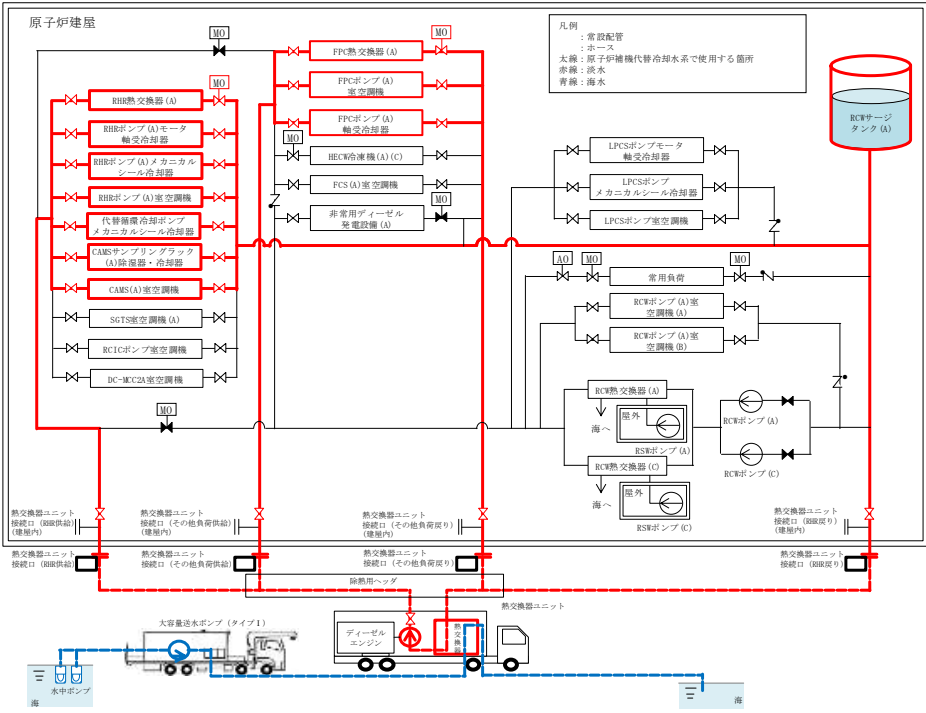 原子炉建屋
凡例
：常設配管
：ホース
太線：原子炉補機代替冷却水系で使用する箇所
赤線：淡水
青線：海水
MO
MO
FPC熱交換器(A)
FPCポンプ(A)
室空調機
FPCポンプ(A)
軸受冷却器
MO
HECW冷凍機(A)(C)
FCS(A)室空調機
MO
非常用ディーゼル
発電設備(A)
MO
RHR熱交換器(A)
RHRポンプ(A)モータ
軸受冷却器
RHRポンプ(A)メカニカル
シール冷却器
RHRポンプ(A)室空調機
代替循環冷却ポンプ
メカニカルシール冷却器
CAMSサンプリングラック
(A)除湿器・冷却器
CAMS(A)室空調機
SGTS室空調機(A)
RCICポンプ室空調機
DC-MCC2A室空調機
MO
RCWサージ
タンク(A)
LPCSポンプモータ
軸受冷却器
LPCSポンプ
メカニカルシール冷却器
LPCSポンプ室空調機
AO
MO
常用負荷
MO
RCWポンプ(A)室
空調機(A)
RCWポンプ(A)室
空調機(B)
RCW熱交換器(A)
屋外
海へ
RSWポンプ(A)
RCW熱交換器(C)
屋外
海へ
RSWポンプ(C)
RCWポンプ(A)
RCWポンプ(C)
熱交換器ユニット
接続口（RHR供給）
(建屋内)
熱交換器ユニット
接続口（その他負荷供給）
(建屋内)
熱交換器ユニット
接続口（その他負荷戻り）
(建屋内)
熱交換器ユニット
接続口（RHR戻り）
(建屋内)
熱交換器ユニット
接続口（RHR供給）
熱交換器ユニット
接続口（その他負荷供給）
熱交換器ユニット
接続口（その他負荷戻り）
熱交換器ユニット
接続口（RHR戻り）
除熱用ヘッダ
熱交換器ユニット
大容量送水ポンプ（タイプⅠ）
ディーゼル
エンジン
熱交換器
水中ポンプ
海
海